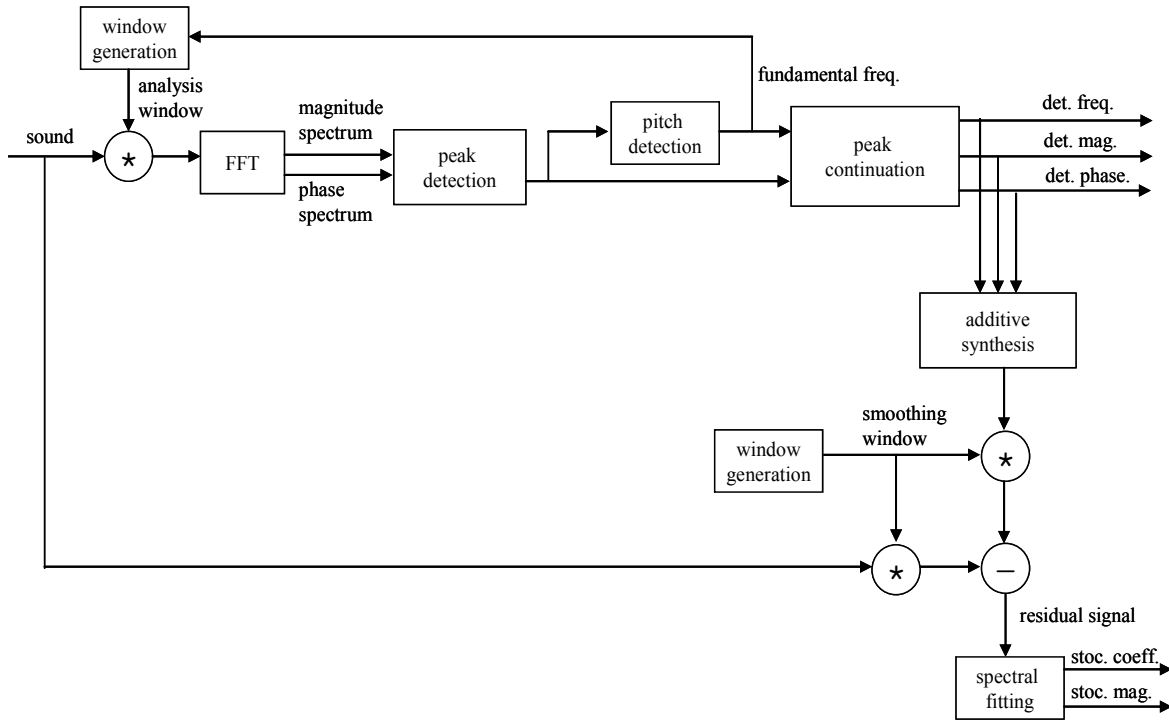 window
generation
analysis
window
sound
*
FFT
magnitude
spectrum
phase
spectrum
peak
detection
pitch
detection
fundamental freq.
peak
continuation
det. freq.
det. mag.
det. phase.
additive
synthesis
smoothing
window
window
generation
*
*
–
residual signal
spectral
fitting
stoc. coeff.
stoc. mag.